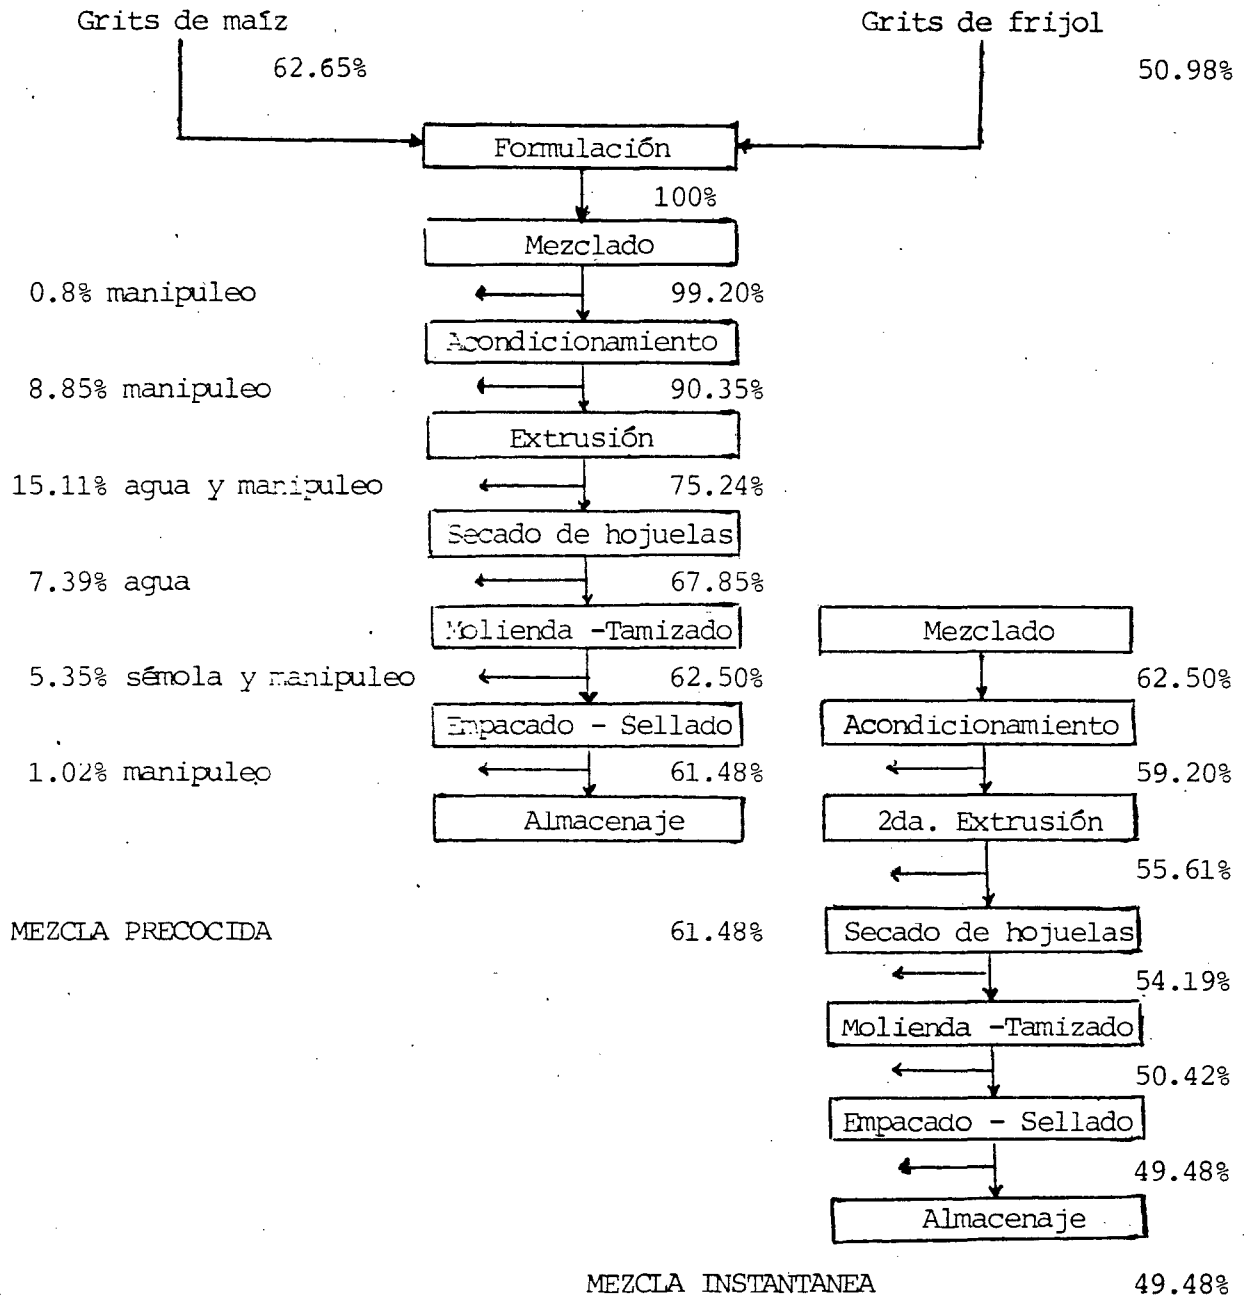 Grits de maíz Grits de frijol
62.65% 50.98%
Formulación
100%
Mezclado
0.8% manipuleo 99.20%
Acondicionamiento
8.85% manipuleo 90.35%
Extrusión
15.11% agua y manipuleo 75.24%
Secado de hojuelas
7.39% agua 67.85%
Molienda -Tamizado Mezclado
5.35% sémola y manipuleo 62.50% 62.50%
Empacado - Sellado Acondicionamiento
1.02% manipuleo 61.48% 59.20%
Almacenaje 2da. Extrusión
55.61%
MEZCLA PRECOCIDA 61.48% Secado de hojuelas
54.19%
Molienda -Tamizado
50.42%
Empacado - Sellado
49.48%
Almacenaje
MEZCLA INSTANTANEA 49.48%